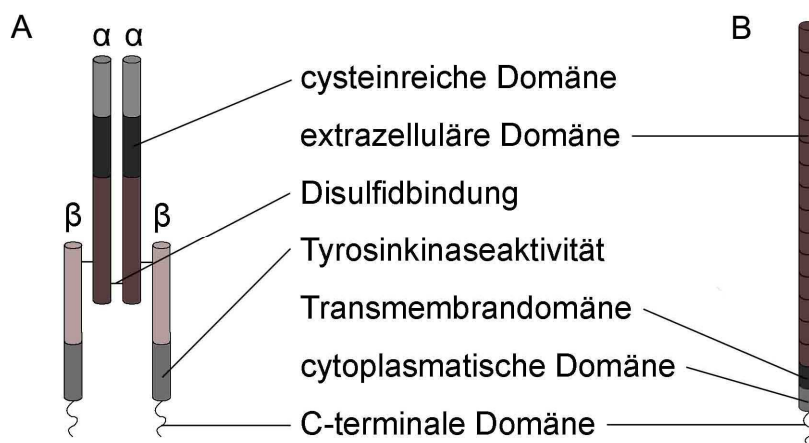 A
B
α α
cysteinreiche Domäne
extrazelluläre Domäne
Disulfidbindung
β β
Tyrosinkinaseaktivität
Transmembrandomäne
cytoplasmatische Domäne
C-terminale Domäne